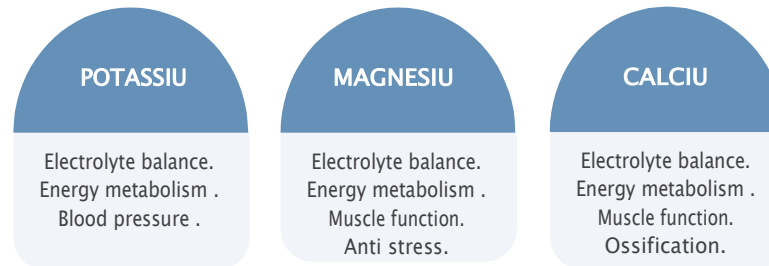 POTASSIU
Electrolyte balance.
Energy metabolism .
Blood pressure .
MAGNESIU
Electrolyte balance.
Energy metabolism .
Muscle function.
Anti stress.
CALCIU
Electrolyte balance.
Energy metabolism .
Muscle function.
Ossification.